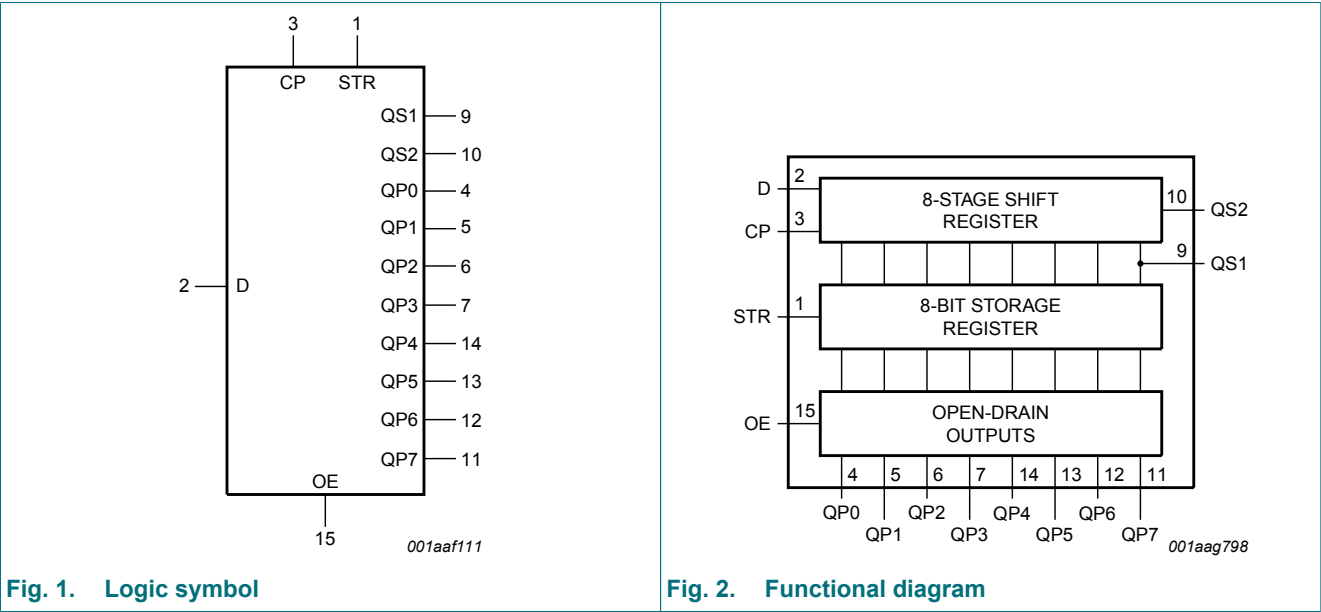 3 1
CP STR
QS1 9
QS2 10
QP0 4
QP1 5
QP2 6
QP3 7
2 D
QP4 14
QP5 13
QP6 12
QP7 11
OE
15
001aaf111
Fig. 1. Logic symbol
D 2
8-STAGE SHIFT
REGISTER
10 QS2
CP 3
9 QS1
STR 1
8-BIT STORAGE
REGISTER
OE 15
OPEN-DRAIN
OUTPUTS
4 5 6 7 14 13 12 11
QP0 QP2 QP4 QP6
QP1 QP3 QP5 QP7
001aag798
Fig. 2. Functional diagram